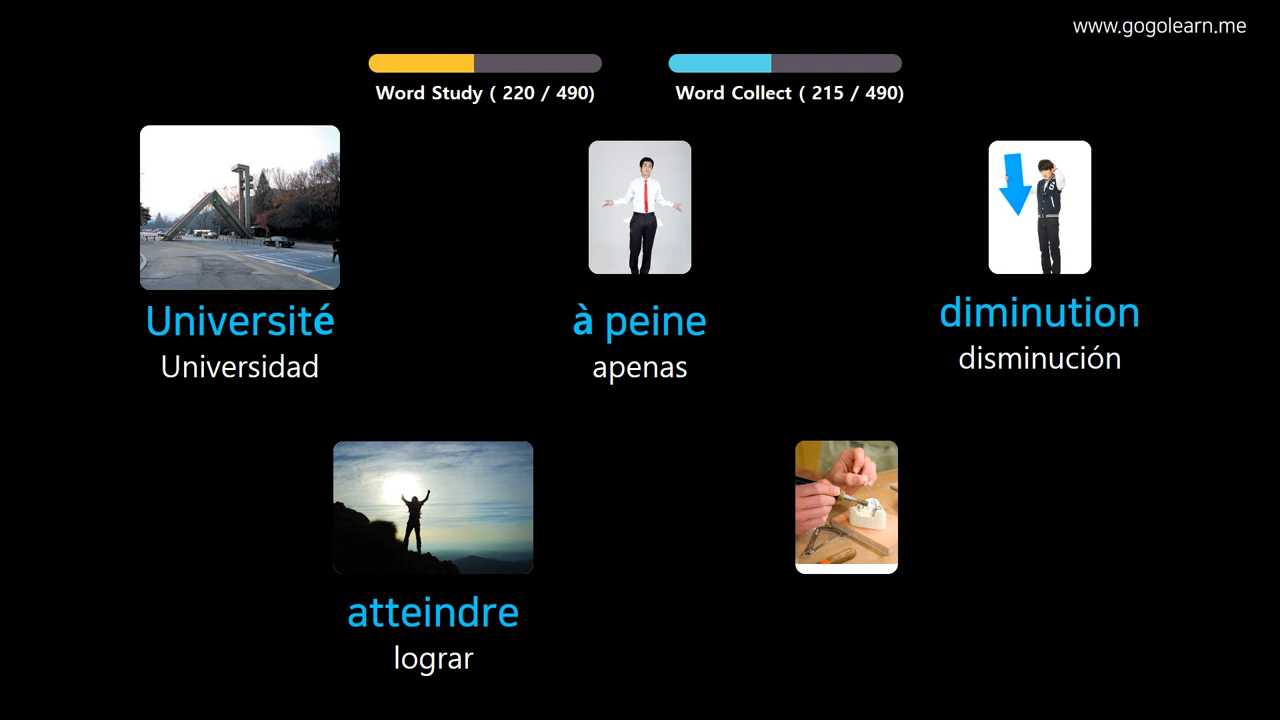 www.gogolearn.me
Word Study ( 220 / 490)
Word Collect ( 215 / 490)
Université
Universidad
à peine
apenas
diminution
disminución
atteindre
lograr